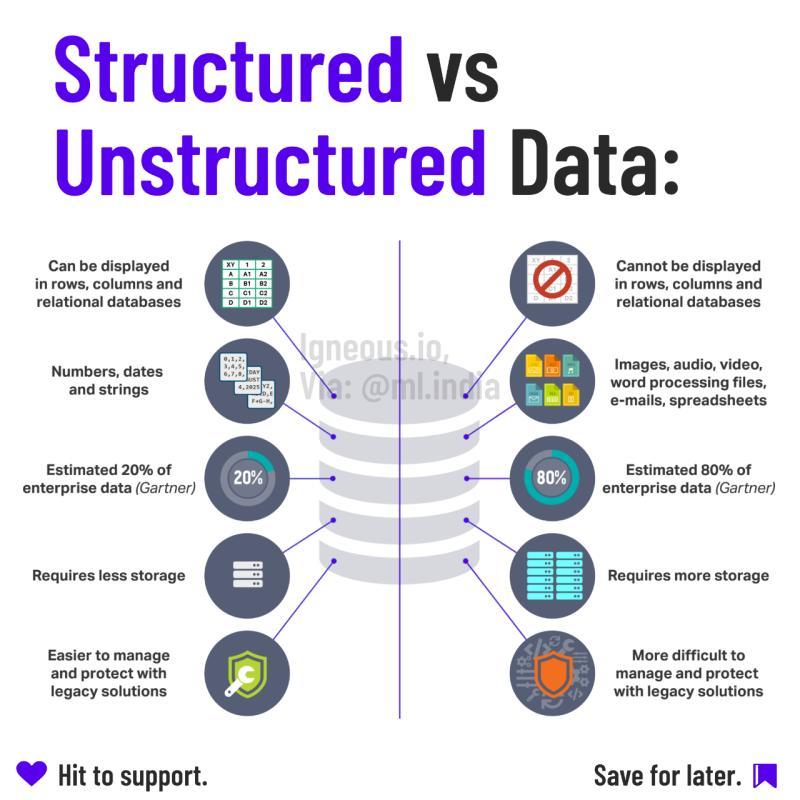 Structured vs
Unstructured Data:
Can be displayed
in rows, columns and
relational databases
XY 1 2
A A1 A2
B B1 B2
C C1 C2
D D1 D2
Cannot be displayed
in rows, columns and
relational databases
Igneous.io,
Via: @ml.india
Numbers, dates
and strings
0,1,2,
3,4,5,
6,7,8,
Images, audio, video,
word processing files,
e-mails, spreadsheets
Estimated 20% of
enterprise data (Gartner)
20%
80%
Estimated 80% of
enterprise data (Gartner)
Requires less storage
Requires more storage
Easier to manage
and protect with
legacy solutions
More difficult to
manage and protect
with legacy solutions
Hit to support.
Save for later.